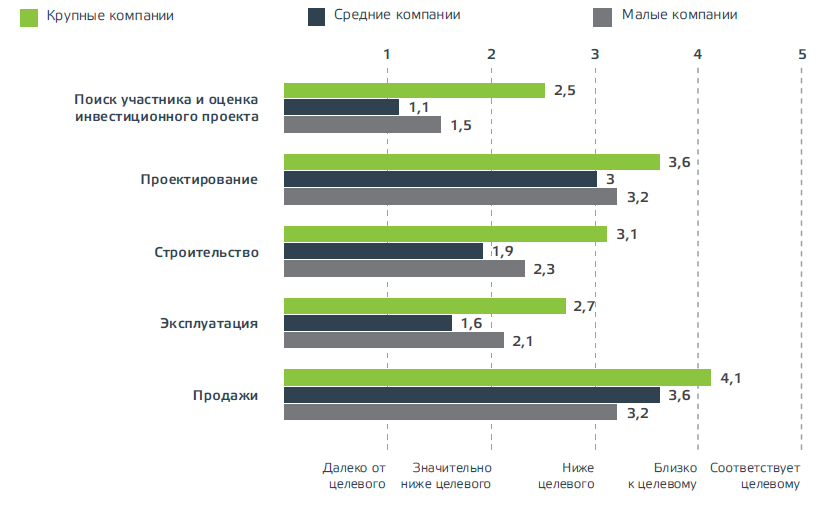 Крупные компании
Средние компании
Малые компании
1 2 3 4 5
Поиск участника и оценка
инвестиционного проекта
2,5
1,1
1,5
Проектирование
3,6
3
3,2
Строительство
3,1
1,9
2,3
Эксплуатация
2,7
1,6
2,1
Продажи
4,1
3,6
3,2
Далеко от
целевого
Значительно
ниже целевого
Ниже
целевого
Близко
к целевому
Соответствует
целевому